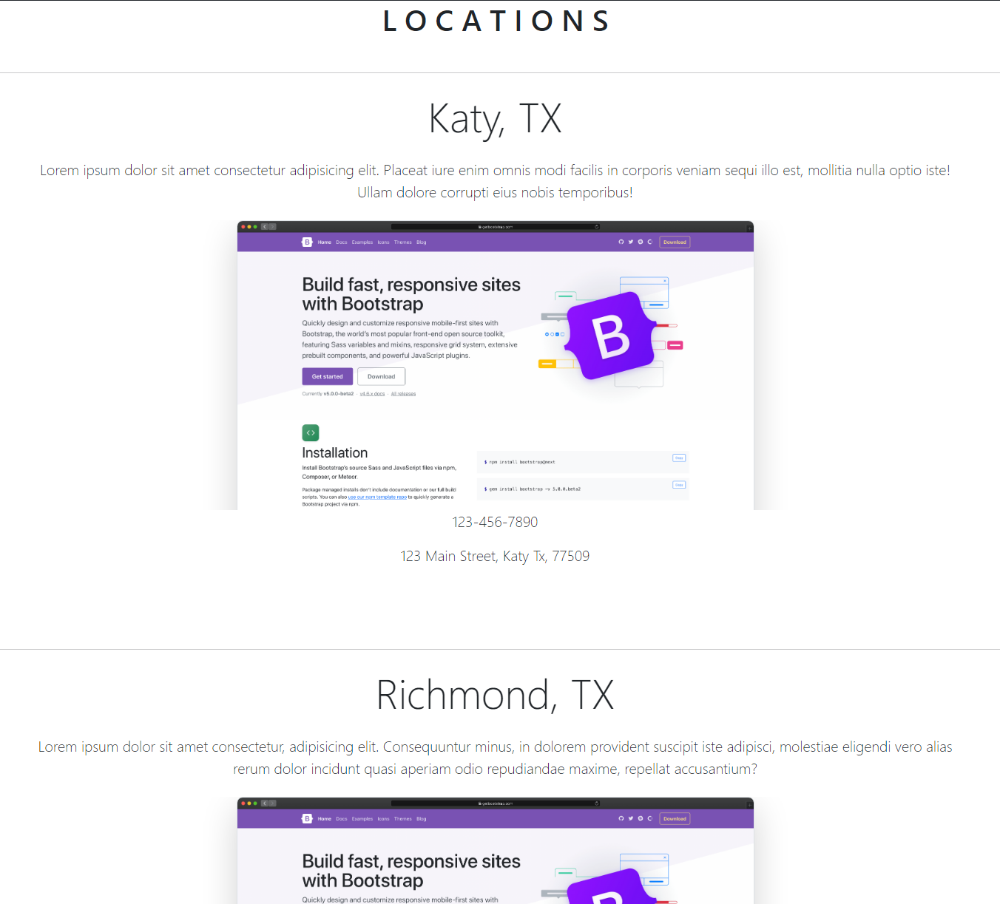 LOCATIONS
Katy, TX
Lorem ipsum dolor sit amet consectetur adipisicing elit. Placeat iure enim omnis modi facilis in corporis veniam sequi illo est, mollitia nulla optio iste!
Ullam dolore corrupti eius nobis temporibus!
getbootstrap.com
B Home Docs Examples Icons Themes Blog Download
Build fast, responsive sites
with Bootstrap
Quickly design and customize responsive mobile-first sites with
Bootstrap, the world's most popular front-end open source toolkit,
featuring Sass variables and mixins, responsive grid system, extensive
prebuilt components, and powerful JavaScript plugins.
B
Get started Download
Currently v5.0.0-beta2 · v4.6.x docs · All releases
Installation
Install Bootstrap's source Sass and JavaScript files via npm,
Composer, or Meteor.
Package managed installs don't include documentation or our full build
scripts. You can also use our npm template repo to quickly generate a
Bootstrap project via npm.
Copy
$ npm install bootstrap@next
Copy
$ gem install bootstrap -v 5.0.0.beta2
123-456-7890
123 Main Street, Katy Tx, 77509
Richmond, TX
Lorem ipsum dolor sit amet consectetur, adipisicing elit. Consequuntur minus, in dolorem provident suscipit iste adipisci, molestiae eligendi vero alias
rerum dolor incidunt quasi aperiam odio repudiandae maxime, repellat accusantium?
getbootstrap.com
B Home Docs Examples Icons Themes Blog Download
Build fast, responsive sites
with Bootstrap
Quickly design and customize responsive mobile-first sites with
B